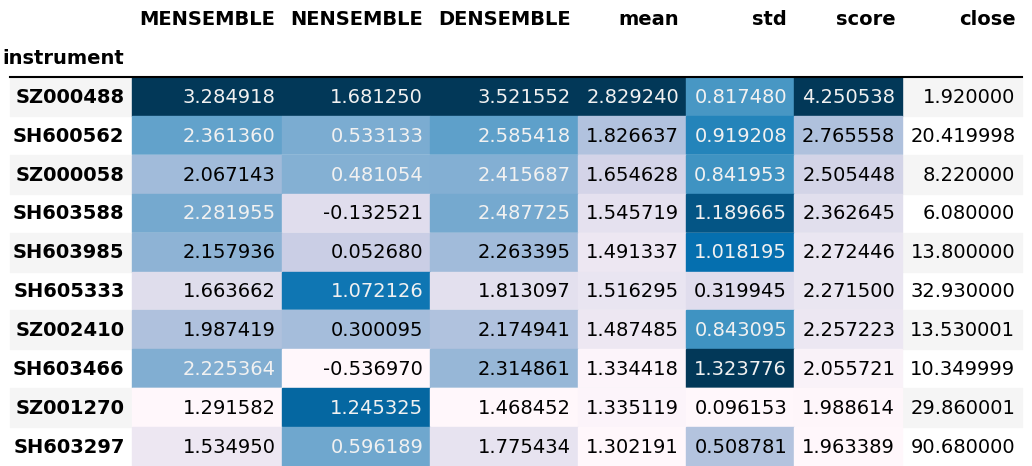 MENSEMBLE NENSEMBLE DENSEMBLE mean std score close
instrument
SZ000488 3.284918 1.681250 3.521552 2.829240 0.817480 4.250538 1.920000
SH600562 2.361360 0.533133 2.585418 1.826637 0.919208 2.765558 20.419998
SZ000058 2.067143 0.481054 2.415687 1.654628 0.841953 2.505448 8.220000
SH603588 2.281955 -0.132521 2.487725 1.545719 1.189665 2.362645 6.080000
SH603985 2.157936 0.052680 2.263395 1.491337 1.018195 2.272446 13.800000
SH605333 1.663662 1.072126 1.813097 1.516295 0.319945 2.271500 32.930000
SZ002410 1.987419 0.300095 2.174941 1.487485 0.843095 2.257223 13.530001
SH603466 2.225364 -0.536970 2.314861 1.334418 1.323776 2.055721 10.349999
SZ001270 1.291582 1.245325 1.468452 1.335119 0.096153 1.988614 29.860001
SH603297 1.534950 0.596189 1.775434 1.302191 0.508781 1.963389 90.680000